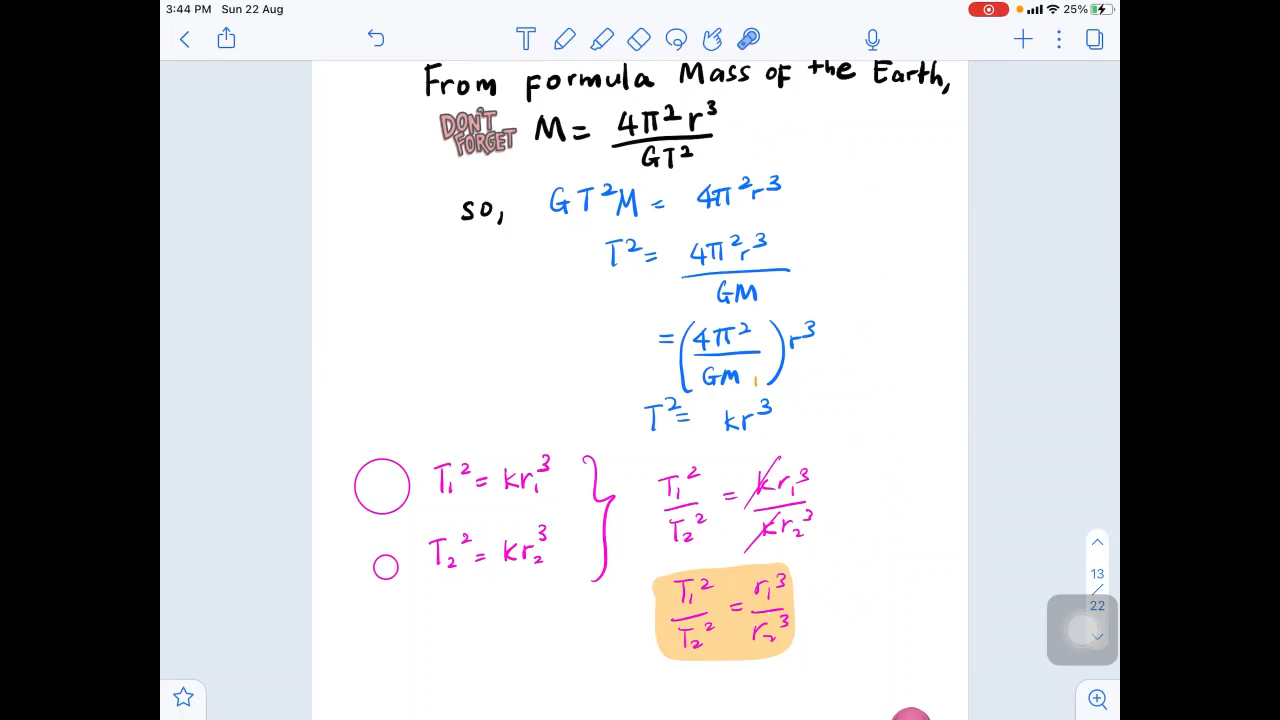 3:44 PM Sun 22 Aug
25%
T
From formula Mass of the Earth,
DON'T FORGET M = 4π²r³ / GT²
so, GT²M = 4π²r³
T² = 4π²r³ / GM
= (4π² / GM) r³
T² = kr³
T₁² = kr₁³
T₂² = kr₂³
T₁² / T₂² = kr₁³ / kr₂³
T₁² / T₂² = r₁³ / r₂³
13 / 22